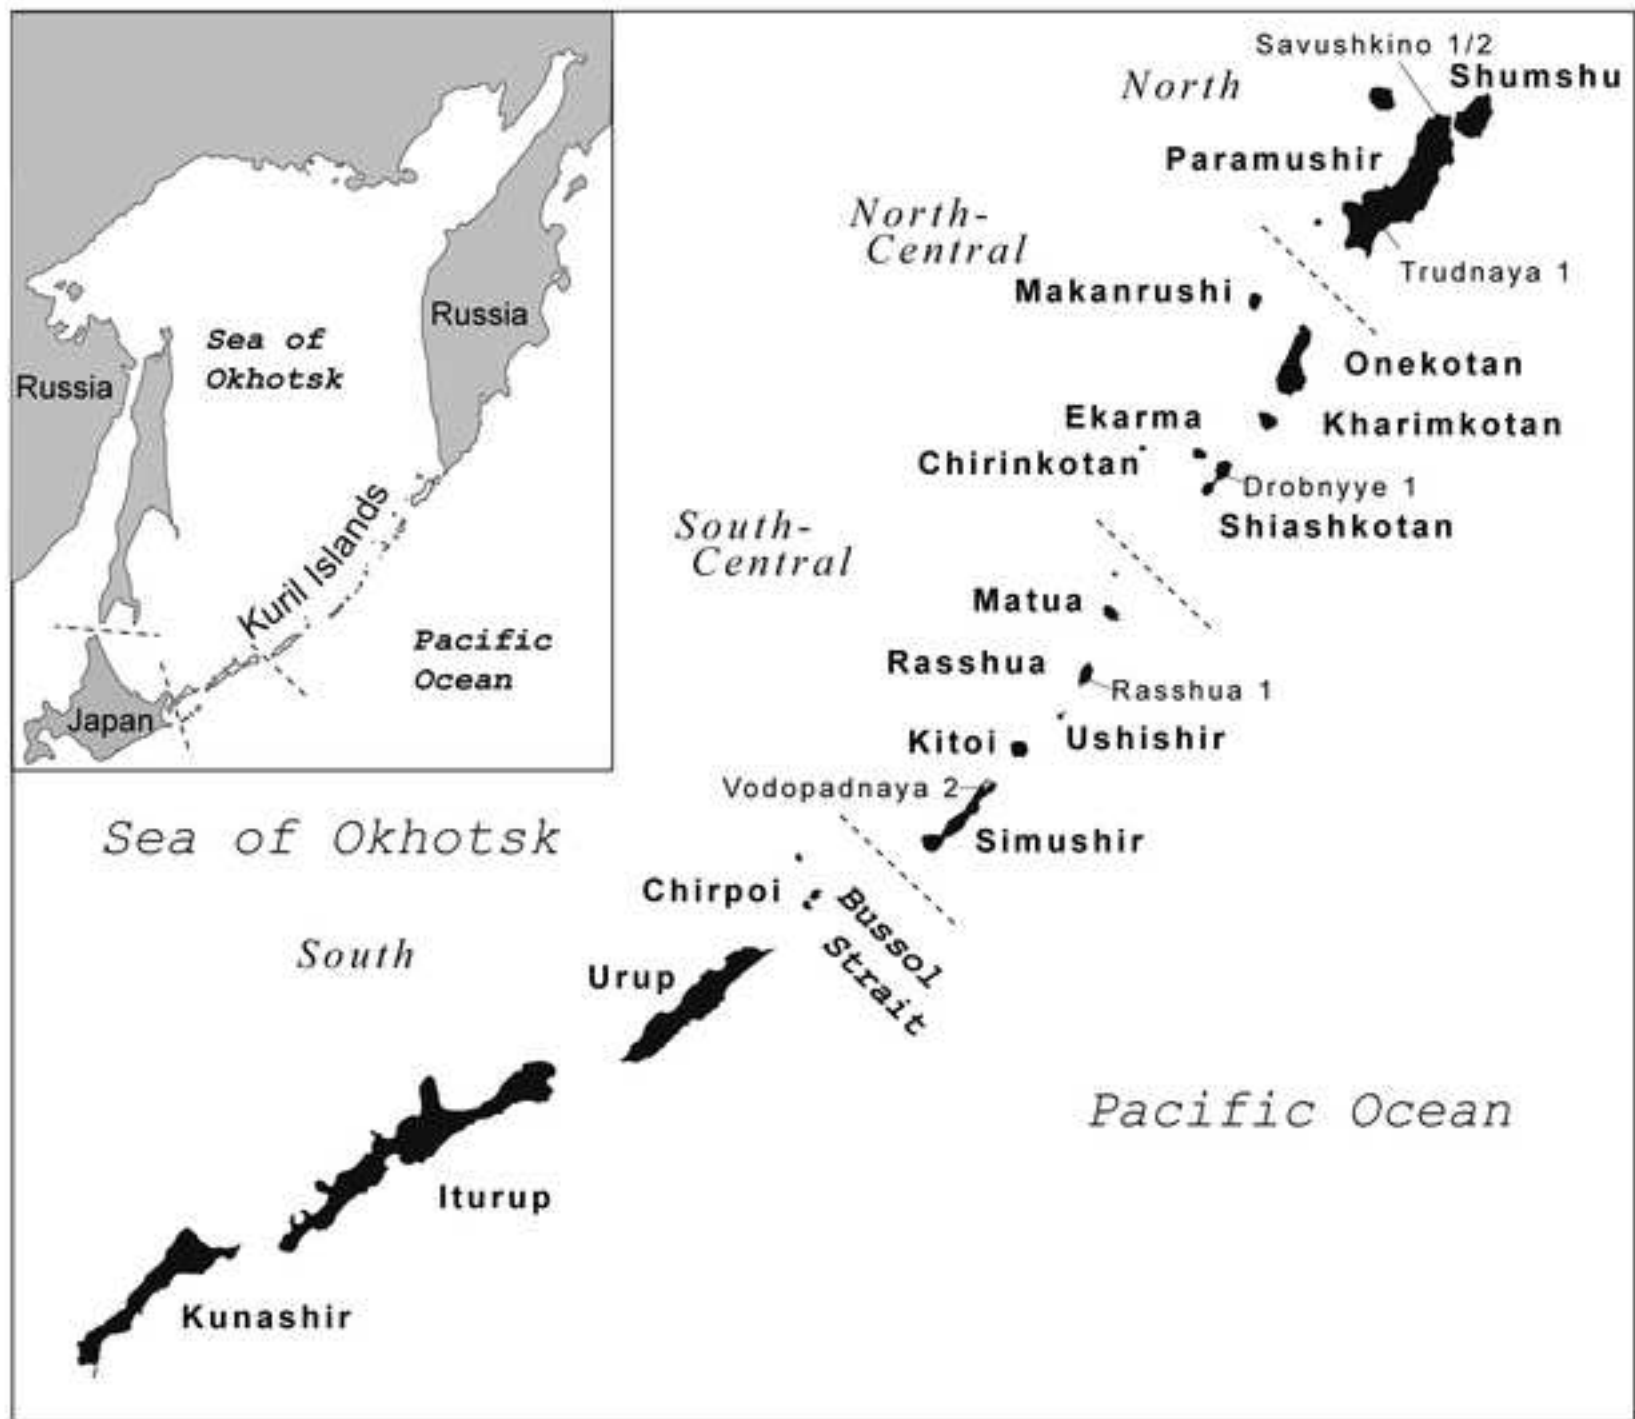 Savushkino 1/2
North
Shumshu
Paramushir
North-
Central
Trudnaya 1
Makanrushi
Onekotan
Ekarma
Kharimkotan
Chirinkotan
Drobnyye 1
Shiashkotan
South-
Central
Matua
Rasshua
Rasshua 1
Kitoi
Ushishir
Vodopadnaya 2
Simushir
Chirpoi
Bussol
Strait
South
Urup
Iturup
Kunashir
Sea of Okhotsk
Pacific Ocean
Russia
Sea of
Okhotsk
Russia
Kuril Islands
Pacific
Ocean
Japan